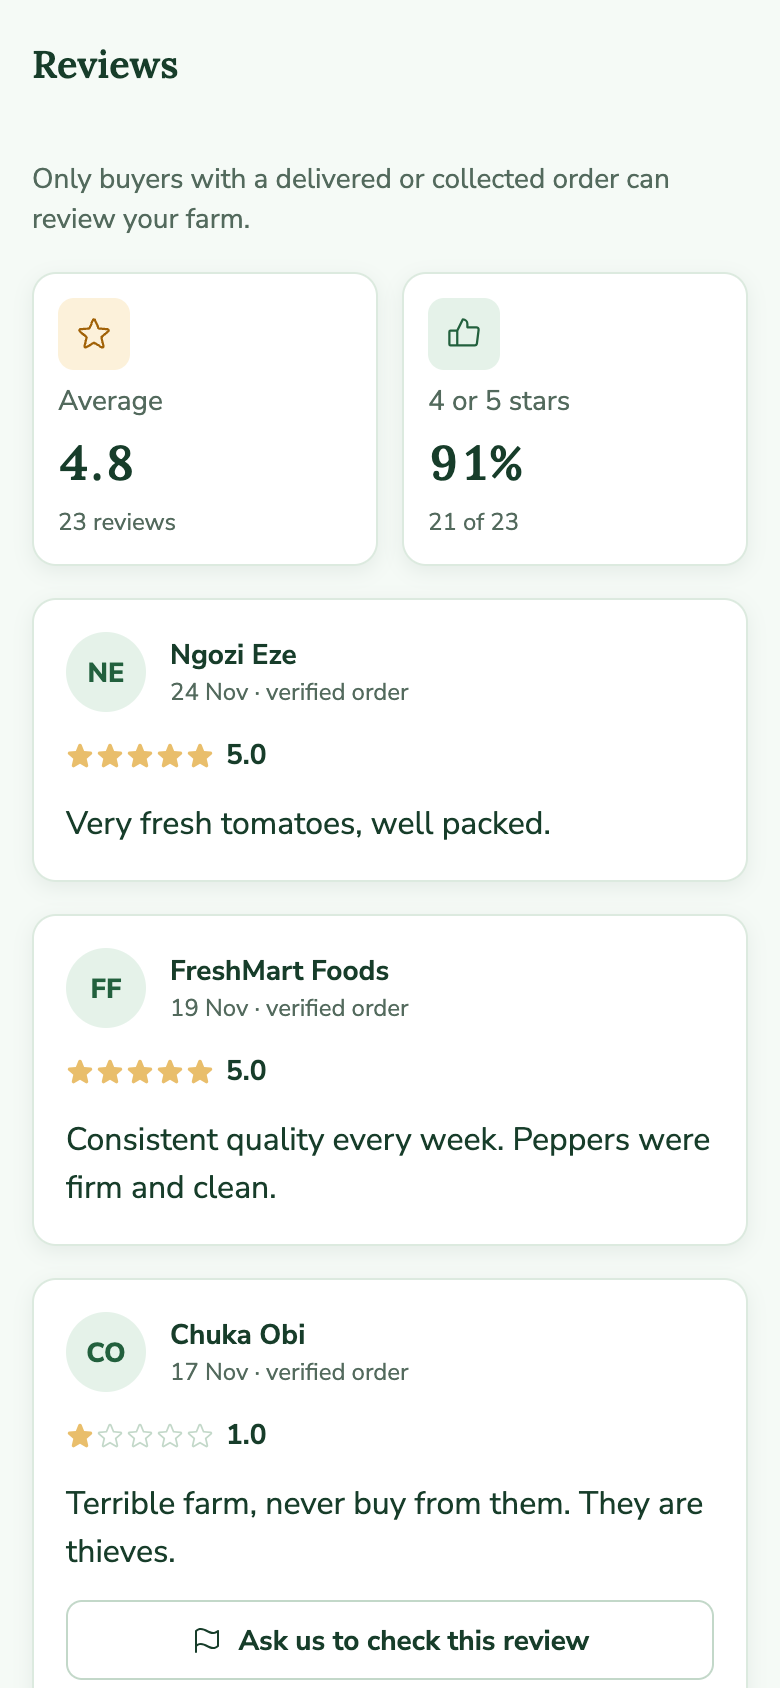 Reviews
Only buyers with a delivered or collected order can
review your farm.
Average
4.8
23 reviews
4 or 5 stars
91%
21 of 23
NE
Ngozi Eze
24 Nov · verified order
5.0
Very fresh tomatoes, well packed.
FF
FreshMart Foods
19 Nov · verified order
5.0
Consistent quality every week. Peppers were
firm and clean.
CO
Chuka Obi
17 Nov · verified order
1.0
Terrible farm, never buy from them. They are
thieves.
Ask us to check this review